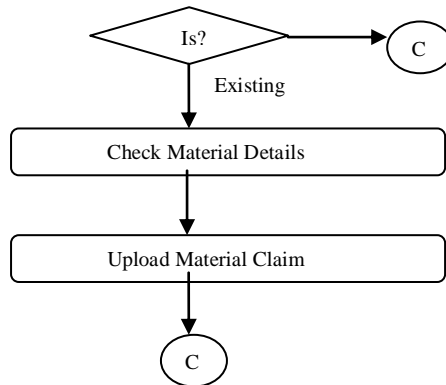 Is?
C
Existing
Check Material Details
Upload Material Claim
C